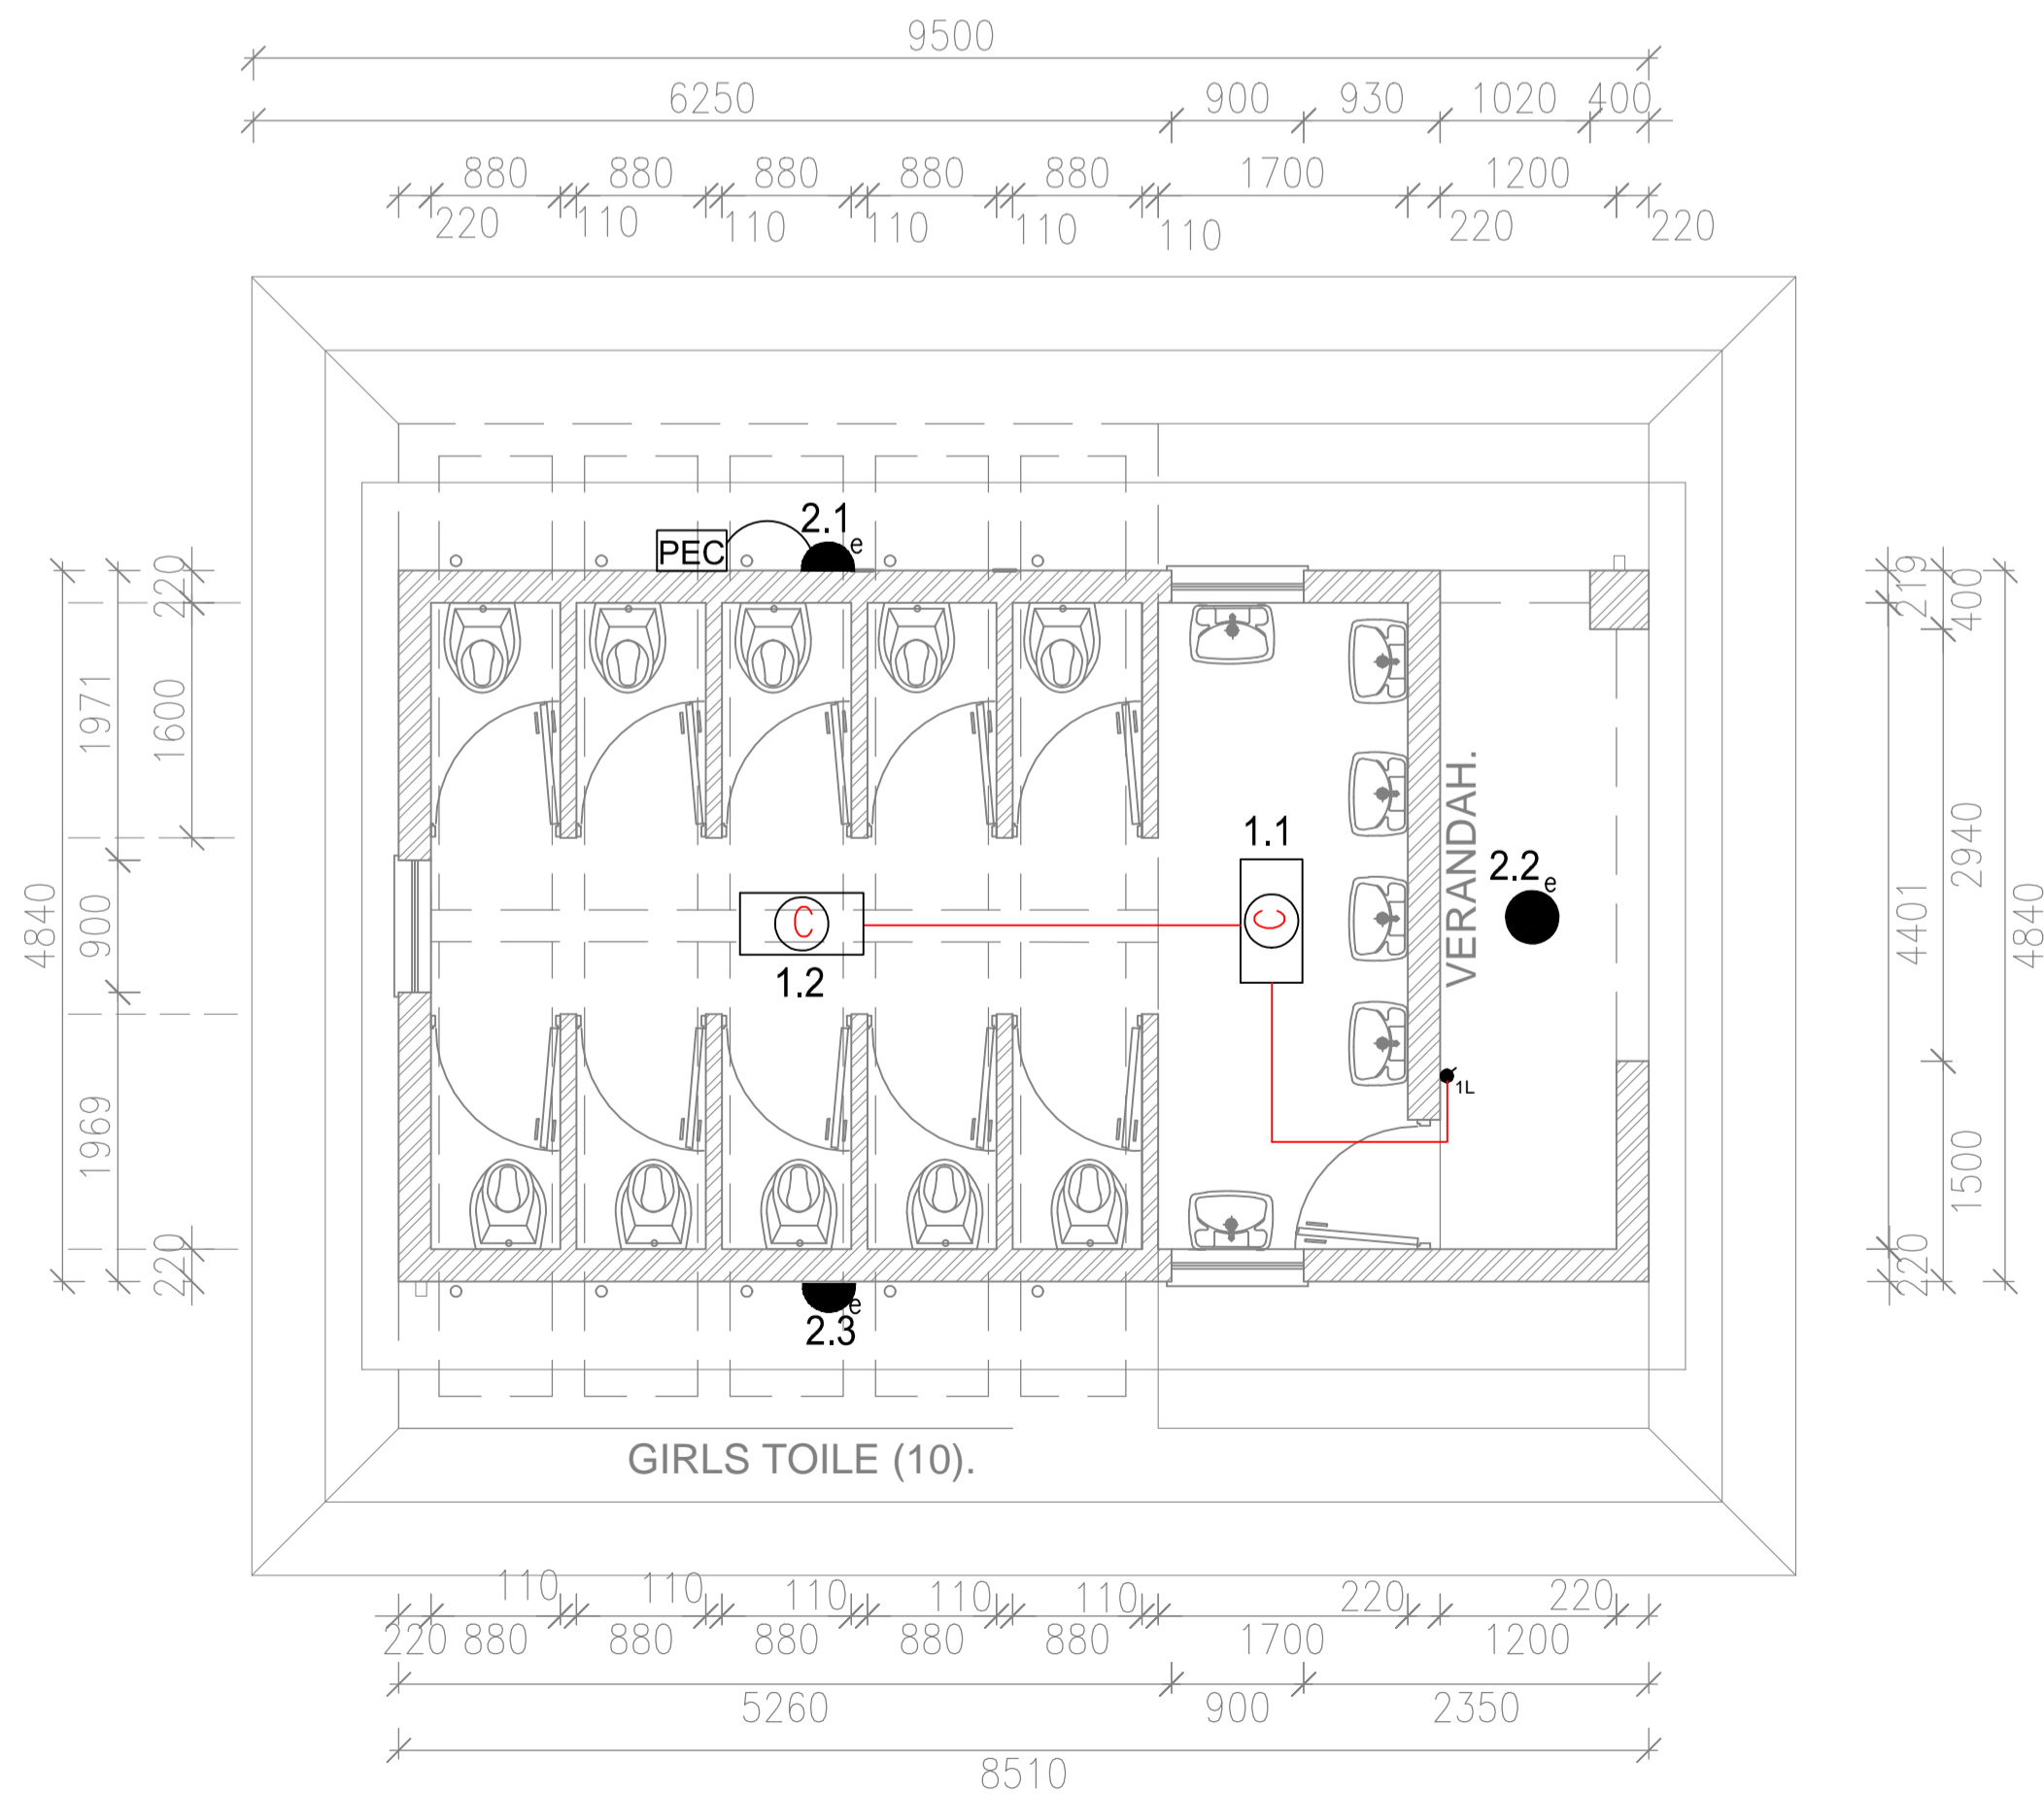 9500
6250 900 930 1020 400
880 880 880 880 880 1700 1200
220 110 110 110 110 110 220 220
2.1
e
PEC
220
1971
1600
4840
900
1969
220
219
400
2940
4401
4840
1500
220
1.1
VERANDAH.
2.2
e
C
C
1.2
1L
e
2.3
GIRLS TOILE (10).
110 110 110 110 110 220 220
220 880 880 880 880 880 1700 1200
5260 900 2350
8510